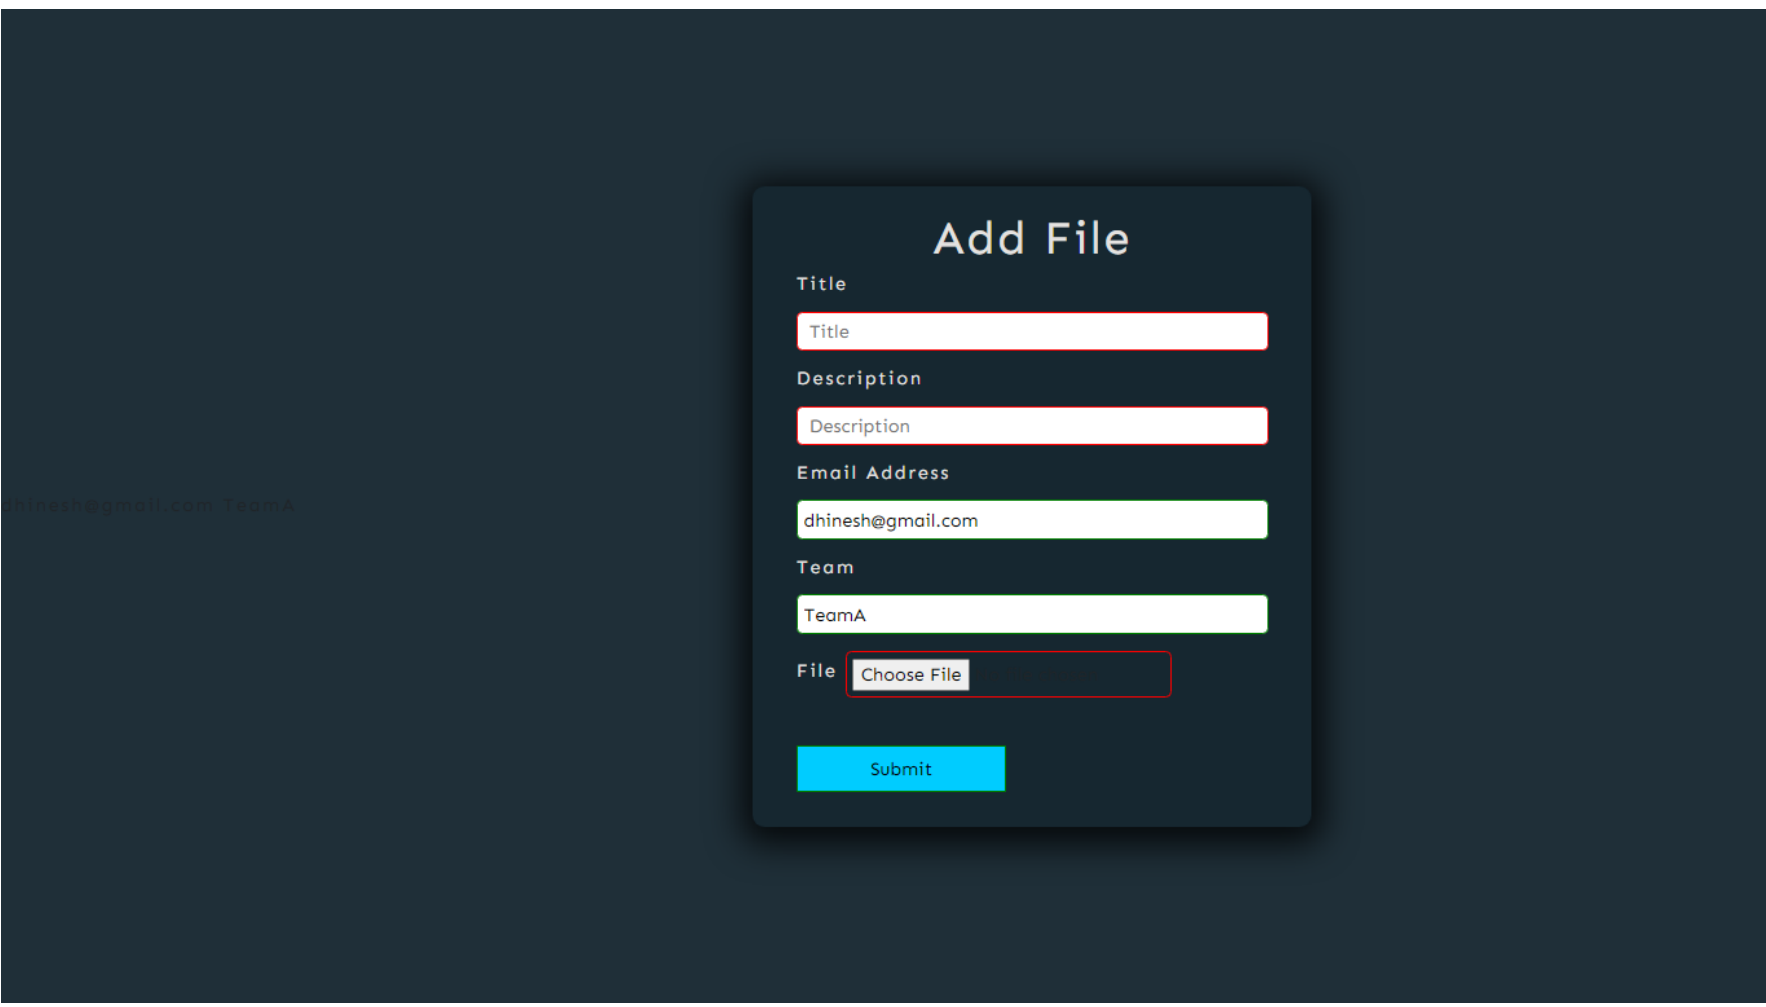 Add File
Title
Title
Description
Description
Email Address
dhinesh@gmail.com
Team
TeamA
File Choose File
Submit
dhinesh@gmail.com TeamA